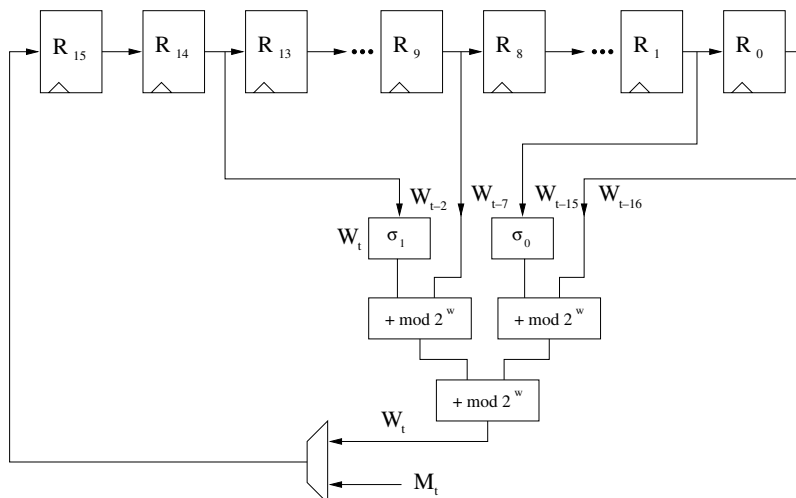 R 15 R 14 R 13 ••• R 9 R 8 ••• R 1 R 0
W t–2 W t–7 W t–15 W t–16
W t σ 1 σ 0
+ mod 2 w + mod 2 w
+ mod 2 w
W t
M t